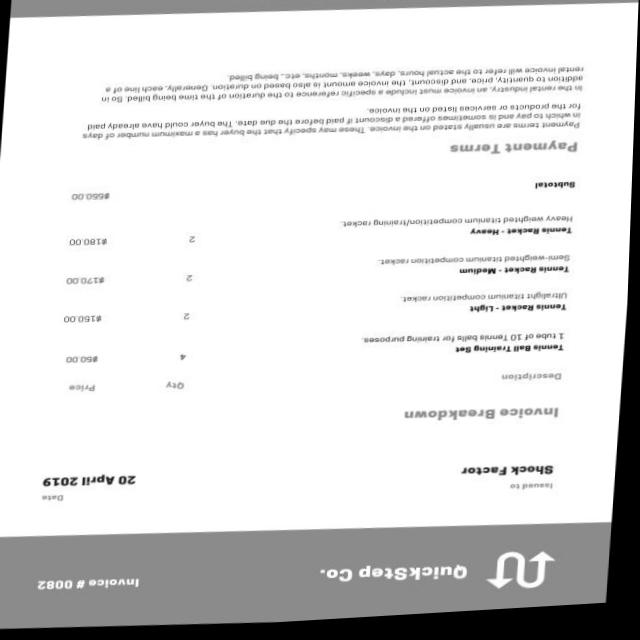 QuickStep Co.
Invoice # 0082
Issued to
Date
Shock Factor
20 April 2019
Invoice Breakdown
Description
Qty
Price
Tennis Ball Training Set
4
$50.00
1 tube of 10 Tennis balls for training purposes.
Tennis Racket - Light
2
$150.00
Ultralight titanium competition racket.
Tennis Racket - Medium
2
$170.00
Semi-weighted titanium competition racket.
Tennis Racket - Heavy
2
$180.00
Heavy weighted titanium competition/training racket.
Subtotal
$550.00
Payment Terms
Payment terms are usually stated on the invoice. These may specify that the buyer has a maximum number of days
in which to pay and is sometimes offered a discount if paid before the due date. The buyer could have already paid
for the products or services listed on the invoice.
In the rental industry, an invoice must include a specific reference to the duration of the time being billed. So in
addition to quantity, price, and discount, the invoice amount is also based on duration. Generally, each line of a
rental invoice will refer to the actual hours, days, weeks, months, etc., being billed.